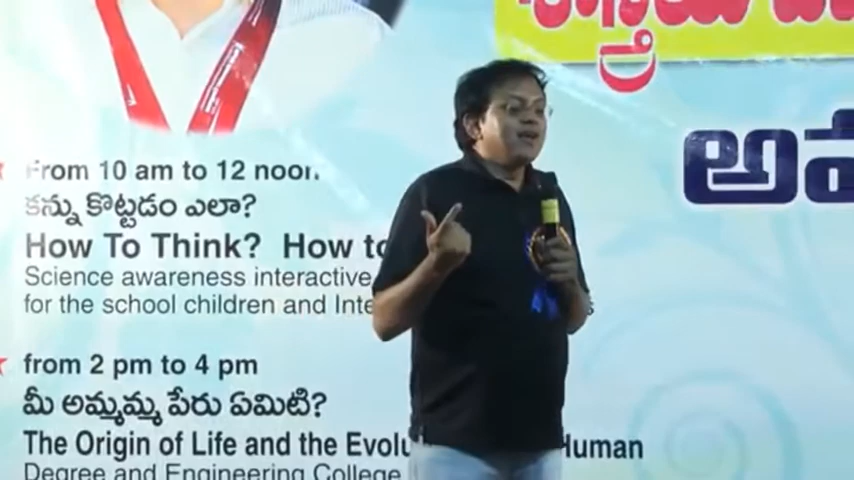 శాస్త్రీయ
అపో
From 10 am to 12 noon.
కన్ను కొట్టడం ఎలా?
How To Think? How to
Science awareness interactive
for the school children and Inte
from 2 pm to 4 pm
మీ అమ్మమ్మ పేరు ఏమిటి?
The Origin of Life and the Evolu Human
Degree and Engineering College